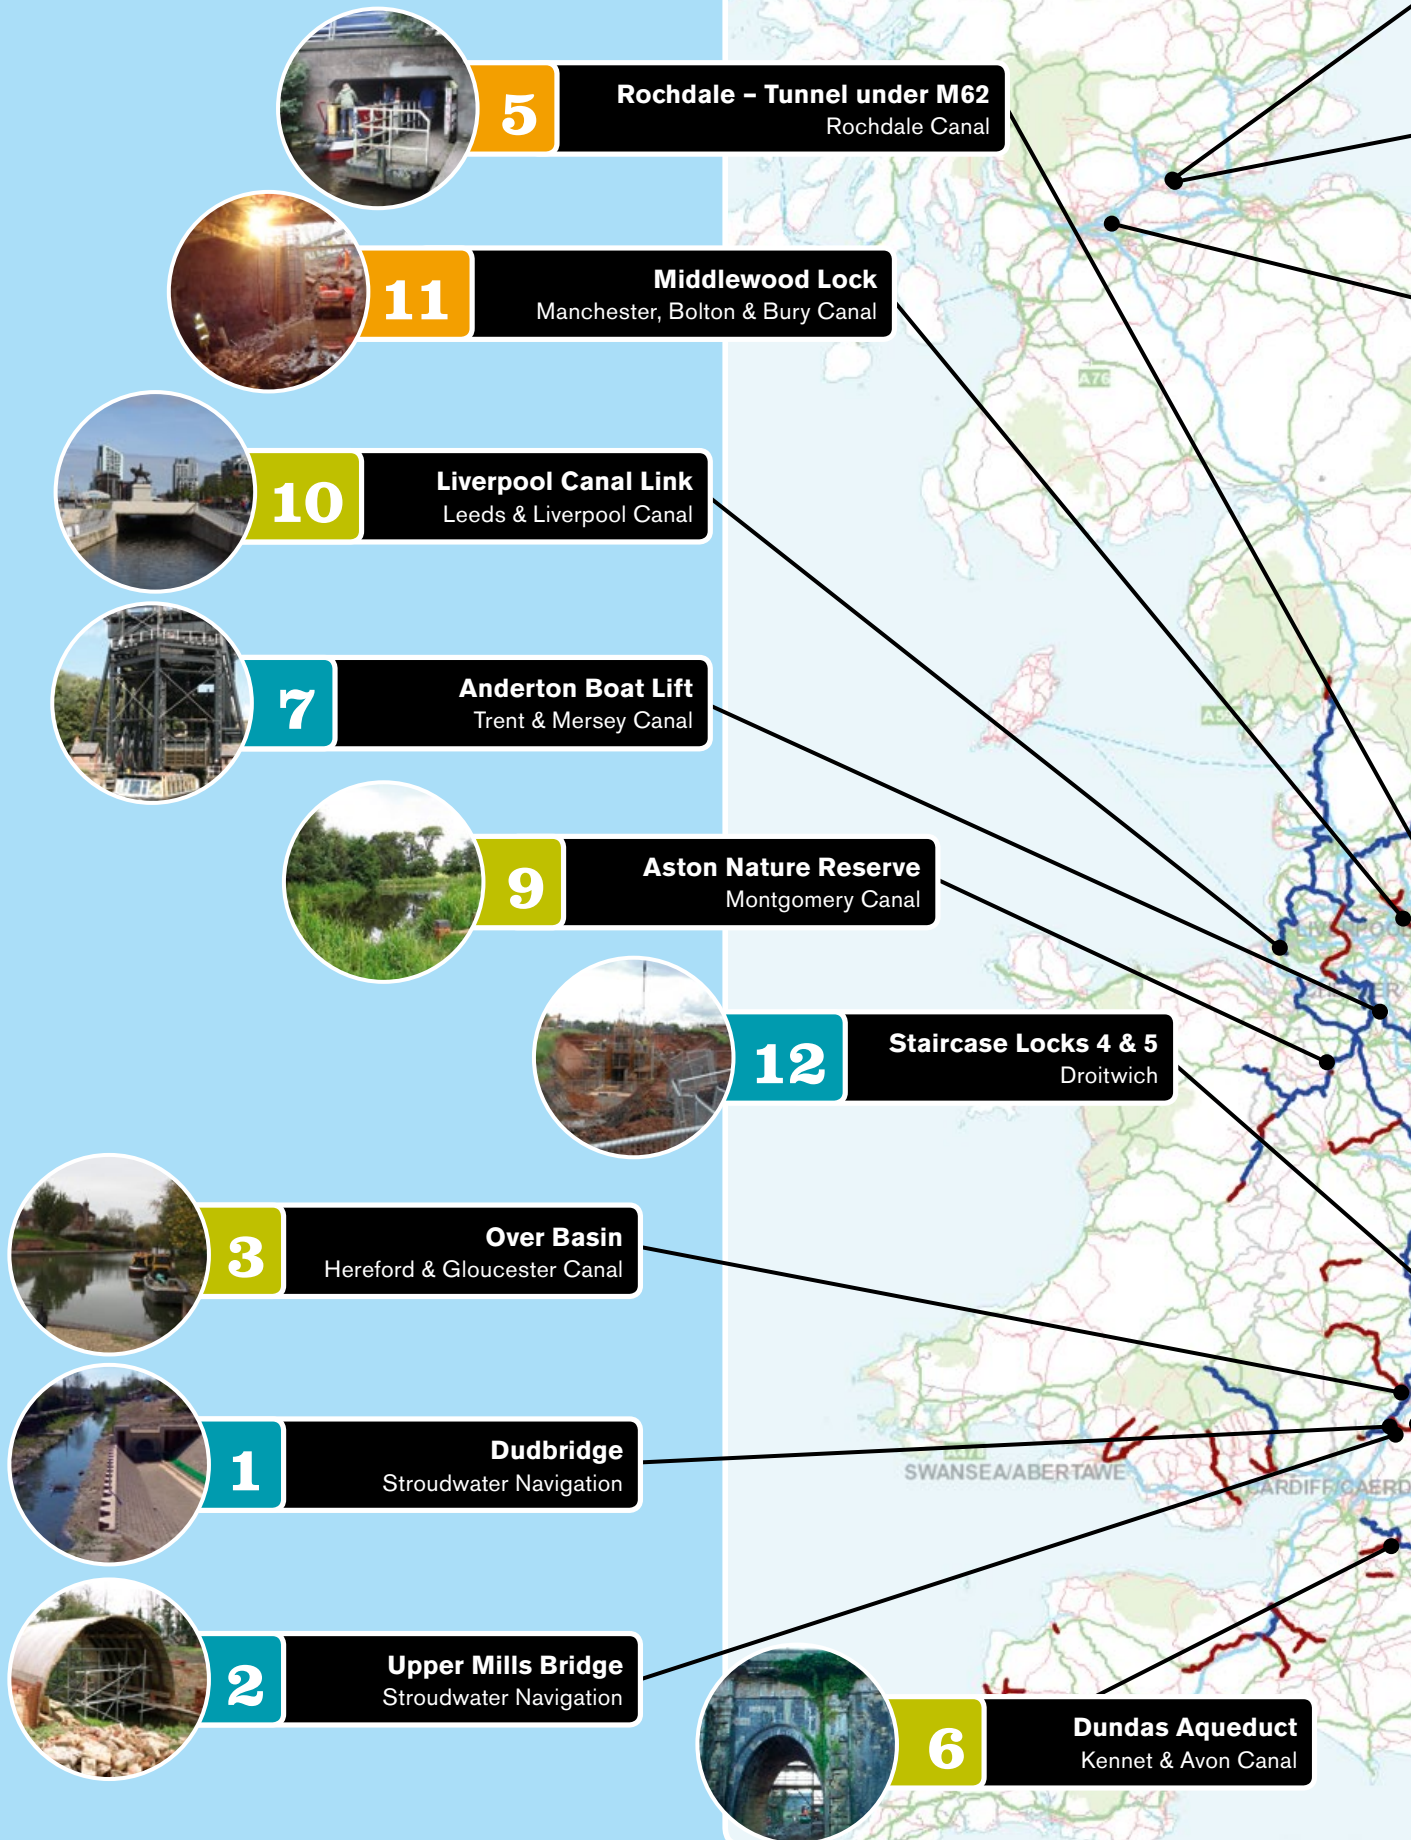 5
Rochdale – Tunnel under M62
Rochdale Canal
11
Middlewood Lock
Manchester, Bolton & Bury Canal
A76
10
Liverpool Canal Link
Leeds & Liverpool Canal
7
Anderton Boat Lift
Trent & Mersey Canal
9
Aston Nature Reserve
Montgomery Canal
12
Staircase Locks 4 & 5
Droitwich
3
Over Basin
Hereford & Gloucester Canal
1
Dudbridge
Stroudwater Navigation
SWANSEA/ABERTAWE
2
Upper Mills Bridge
Stroudwater Navigation
6
Dundas Aqueduct
Kennet & Avon Canal